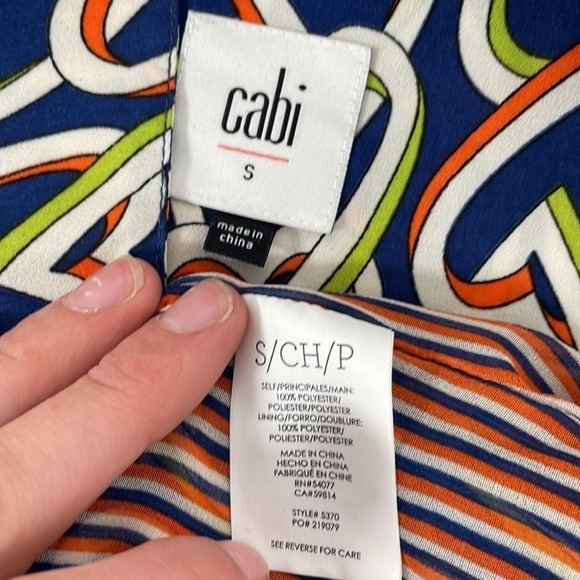 cabi
S
made in
china
S/CH/P
SELF/PRINCIPALES/MAIN:
100% POLYESTER/
POLIESTER/POLYESTER
LINING/FORRO/DOUBLURE:
100% POLYESTER/
POLIESTER/POLYESTER
MADE IN CHINA
HECHO EN CHINA
FABRIQUÉ EN CHINE
RN#54077
CA#59814
STYLE# 5370
PO# 219079
SEE REVERSE FOR CARE